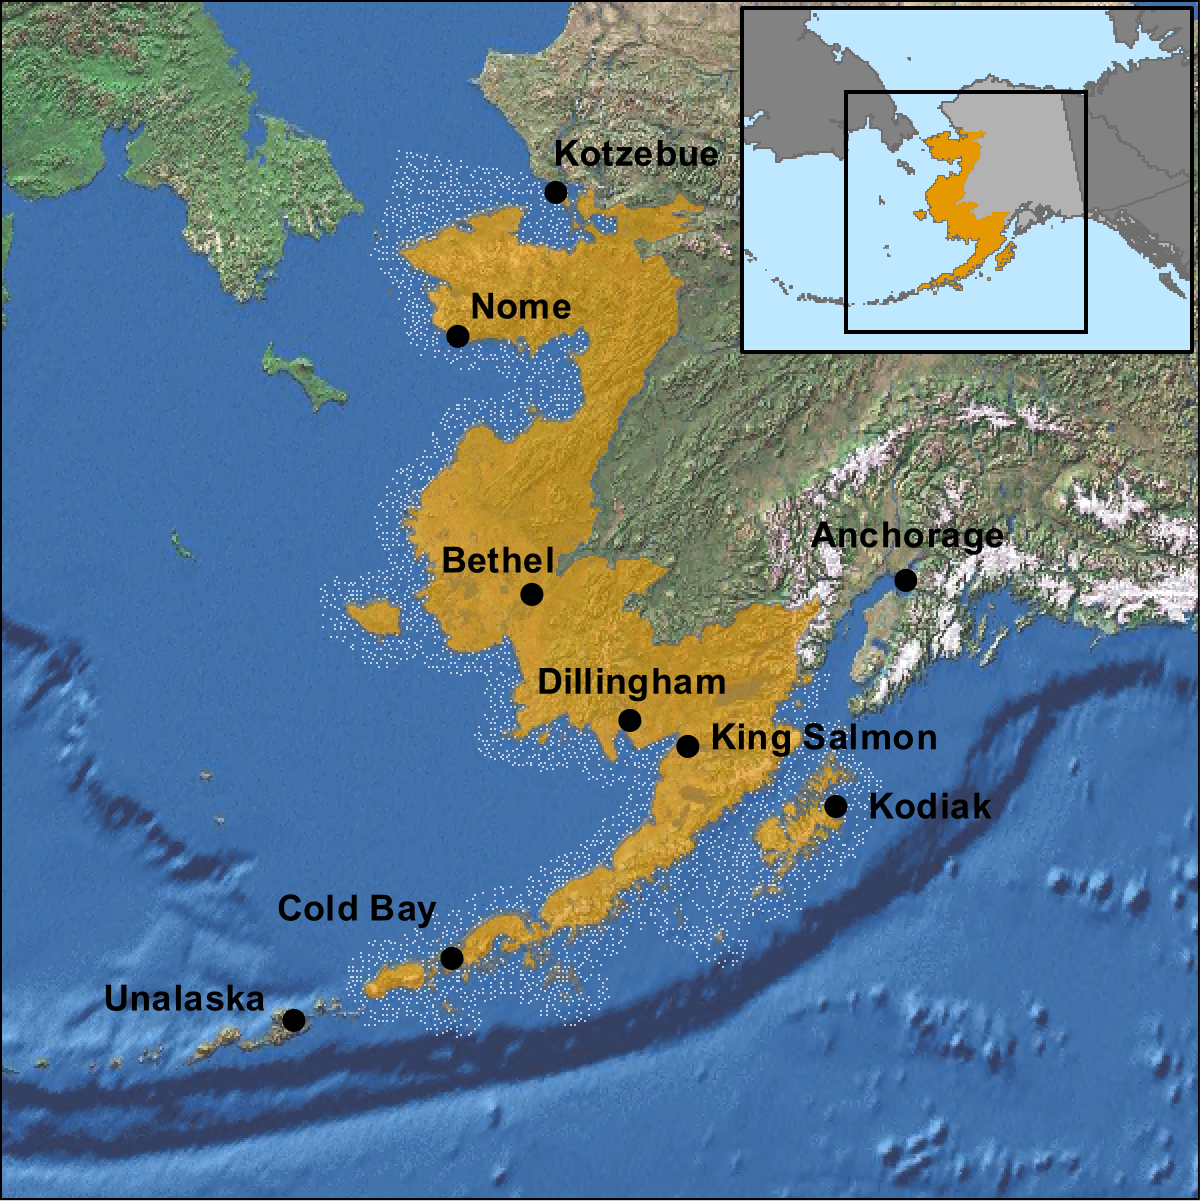 Kotzebue
Nome
Anchorage
Bethel
Dillingham
King Salmon
Kodiak
Cold Bay
Unalaska